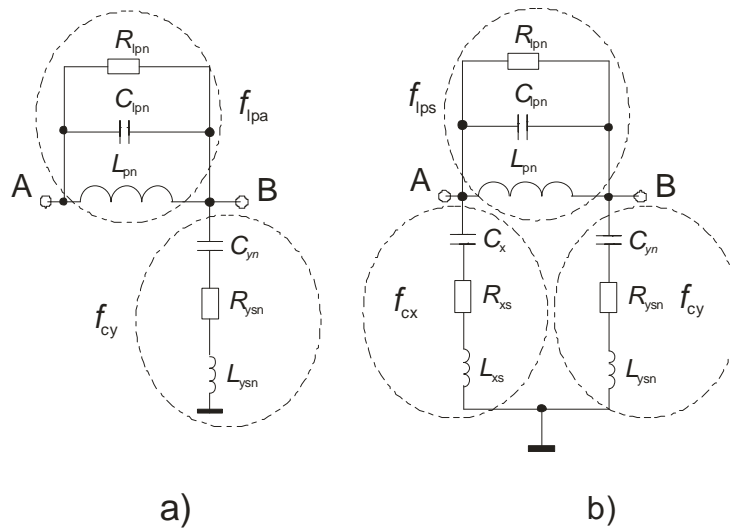 R_lpn
C_lpn
f_lpa
L_pn
A
B
C_yn
R_ysn
f_cy
L_ysn
a)
R_lpn
C_lpn
f_lps
L_pn
A
B
C_x
C_yn
f_cx
R_xs
R_ysn
f_cy
L_xs
L_ysn
b)